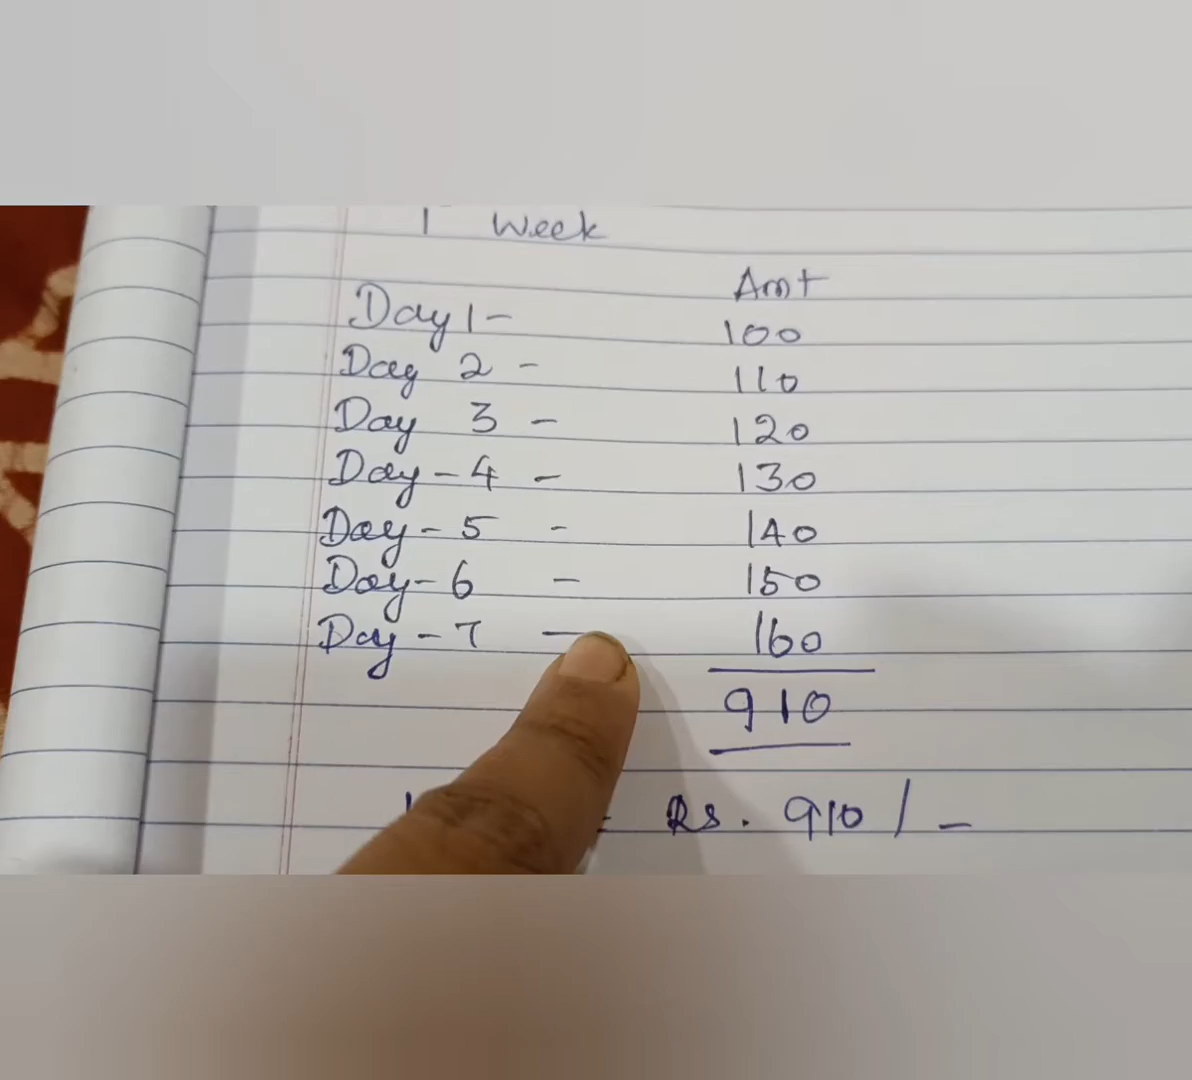 1 Week
Amt
Day 1 - 100
Day 2 - 110
Day 3 - 120
Day - 4 - 130
Day - 5 - 140
Day - 6 - 150
Day - 7 - 160
910
= Rs. 910/-